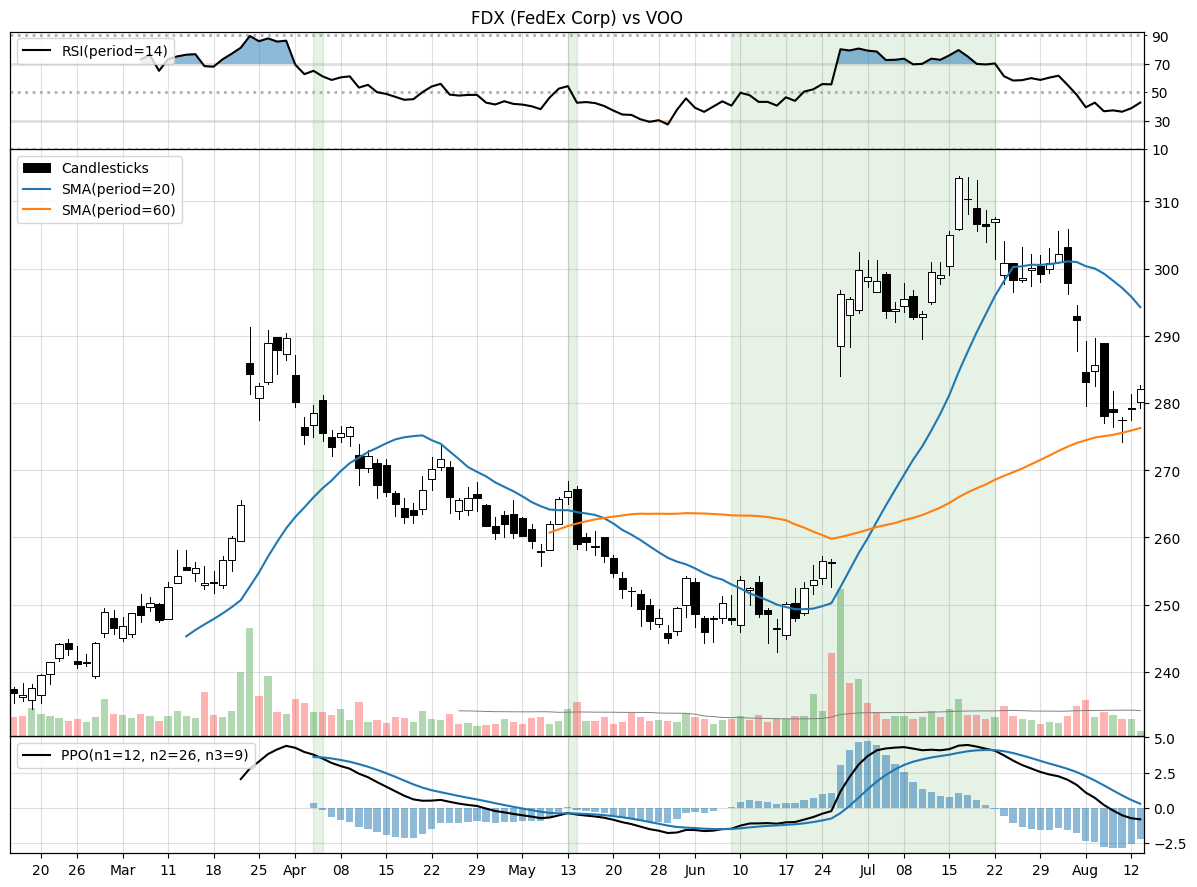 FDX (FedEx Corp) vs VOO
RSI(period=14)
90
70
50
30
10
Candlesticks
SMA(period=20)
SMA(period=60)
310
300
290
280
270
260
250
240
PPO(n1=12, n2=26, n3=9)
5.0
2.5
0.0
−2.5
20 26 Mar 11 18 25 Apr 08 15 22 29 May 13 20 28 Jun 10 17 24 Jul 08 15 22 29 Aug 12